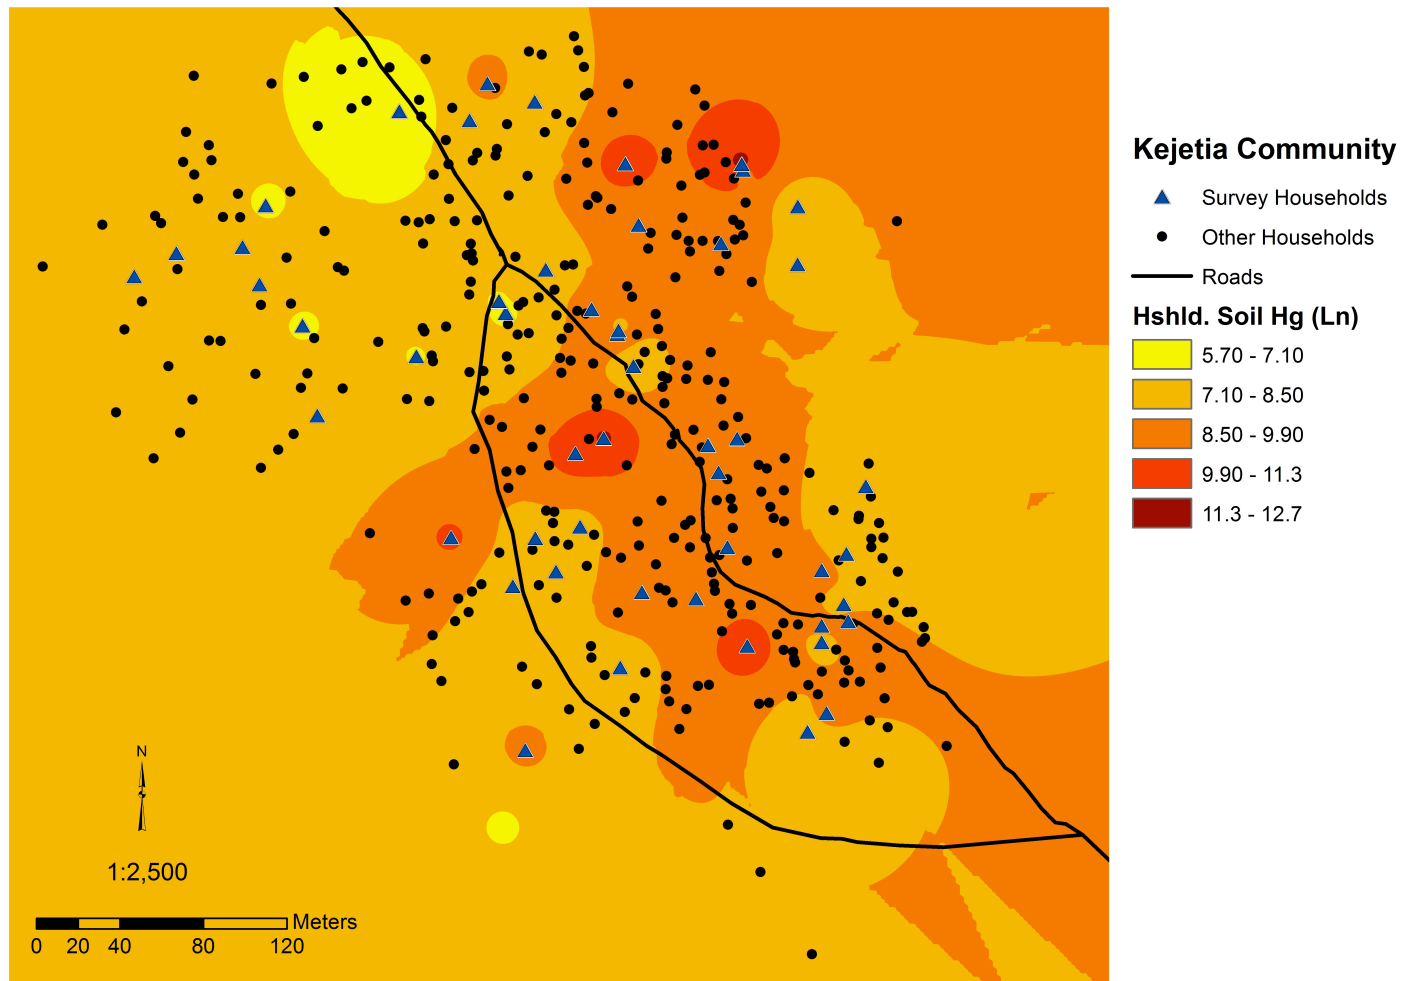 Kejetia Community
Survey Households
Other Households
Roads
Hshld. Soil Hg (Ln)
5.70 - 7.10
7.10 - 8.50
8.50 - 9.90
9.90 - 11.3
11.3 - 12.7
N
1:2,500
Meters
0 20 40 80 120